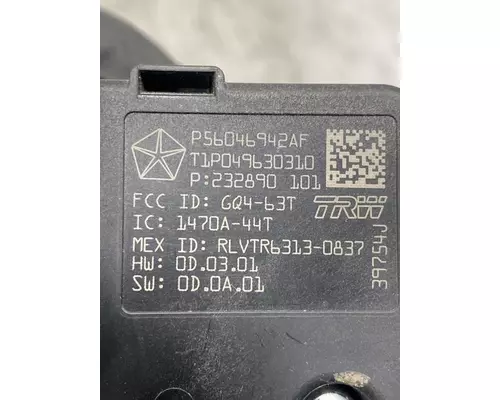 P56046942AF
T1P049630310
P:232890 101
FCC ID: GQ4-63T
TRW
IC: 1470A-44T
MEX ID: RLVTR6313-0837
HW: 0D.03.01
SW: 0D.0A.01
39754J